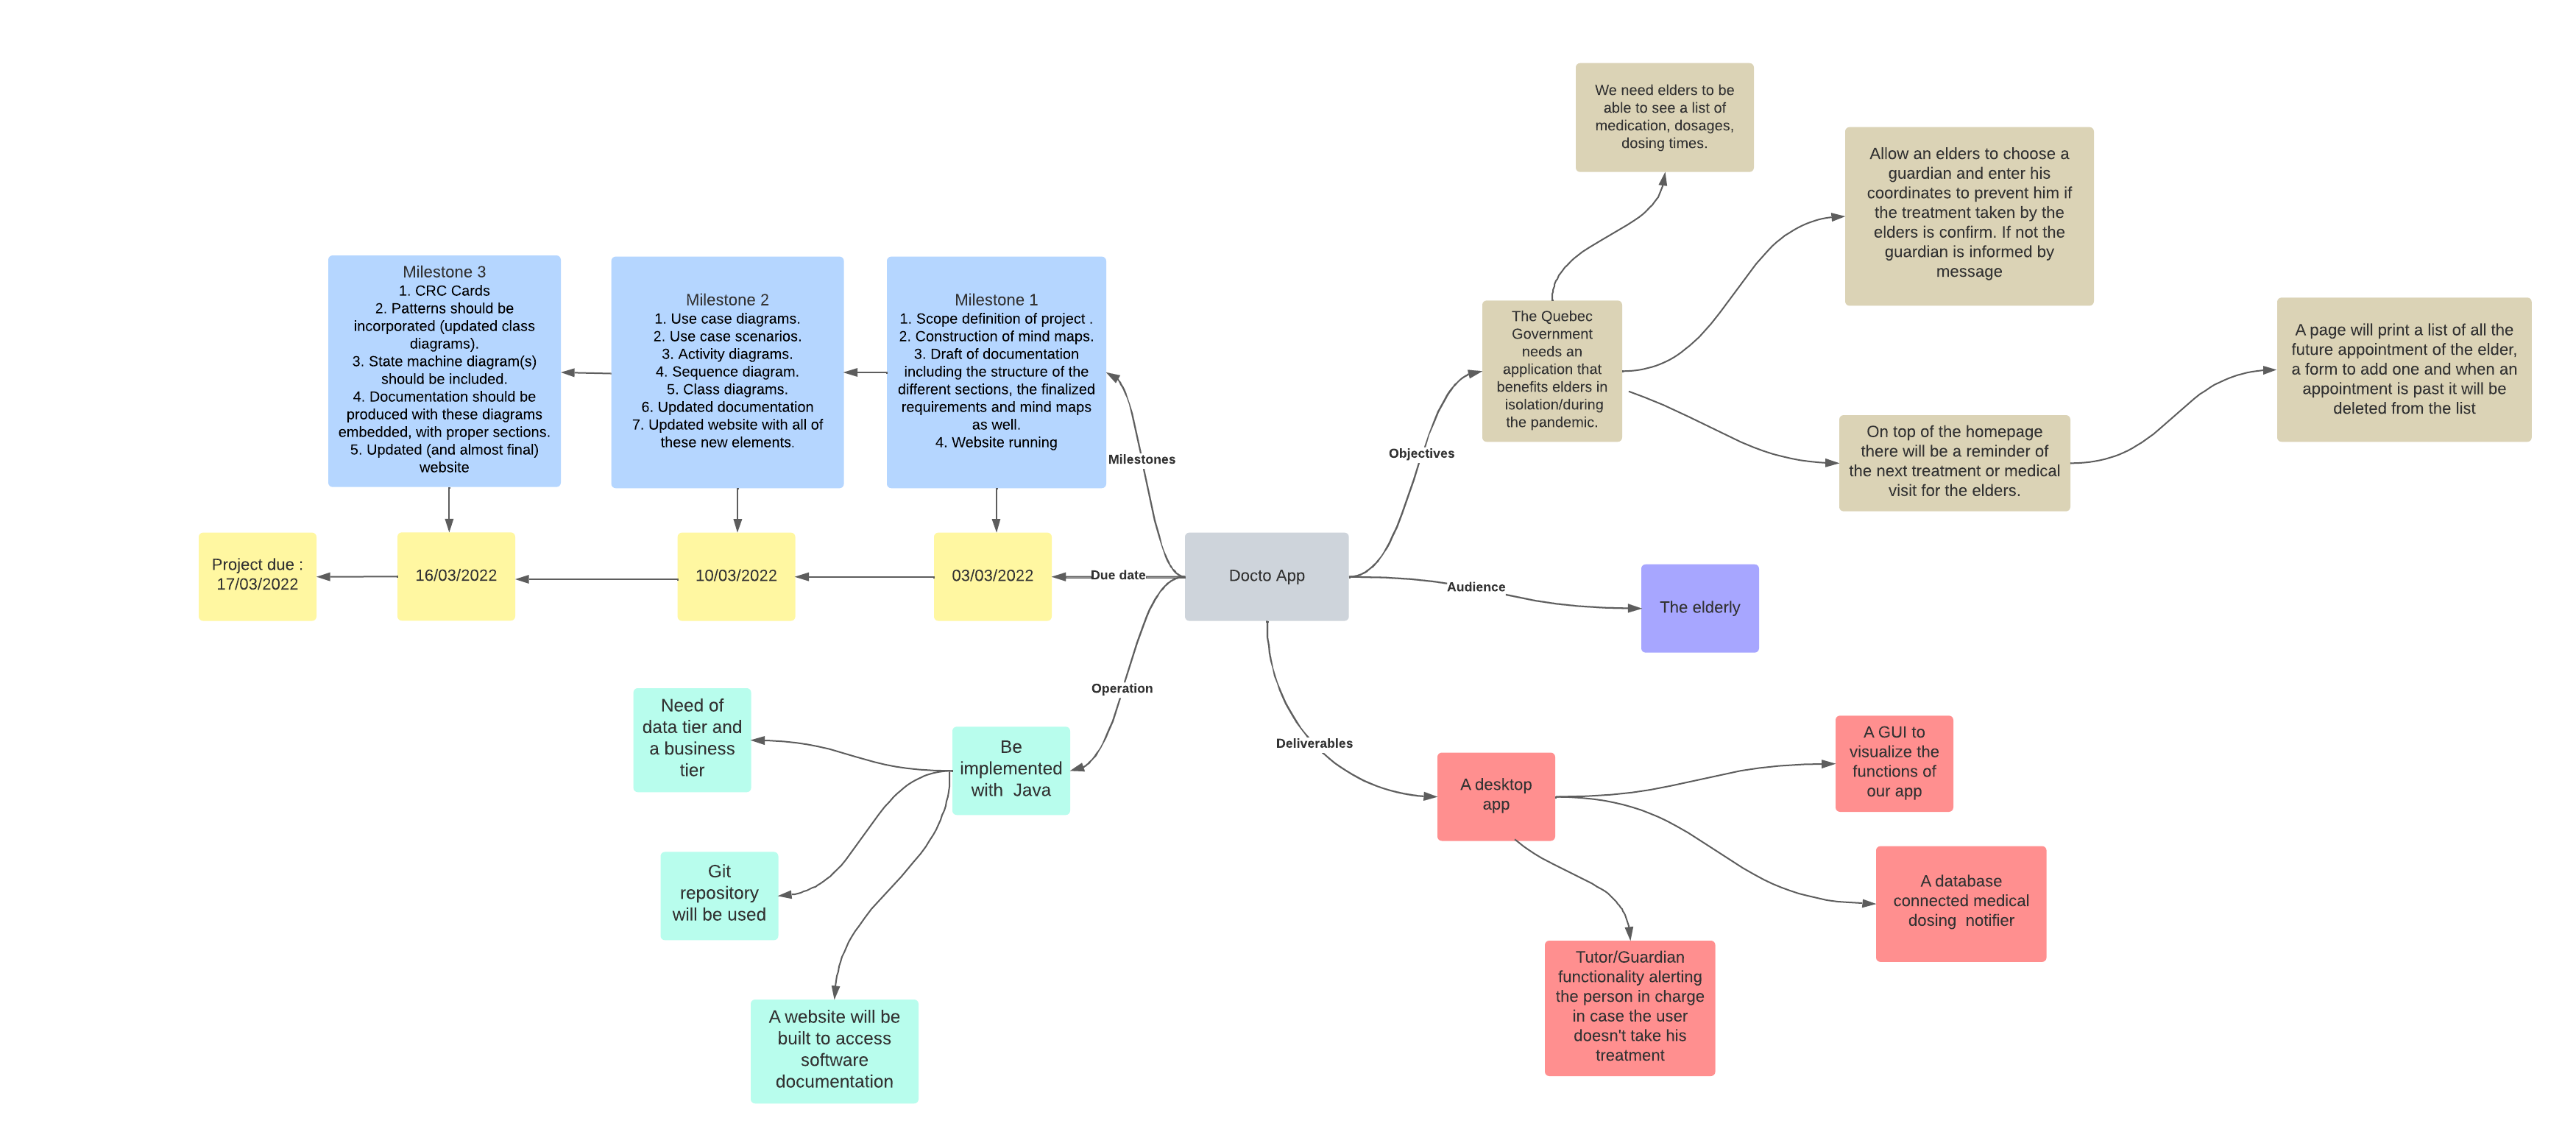 We need elders to be
able to see a list of
medication, dosages,
dosing times.
Allow an elders to choose a
guardian and enter his
coordinates to prevent him if
the treatment taken by the
elders is confirm. If not the
guardian is informed by
message
Milestone 3
1. CRC Cards
2. Patterns should be
incorporated (updated class
diagrams).
3. State machine diagram(s)
should be included.
4. Documentation should be
produced with these diagrams
embedded, with proper sections.
5. Updated (and almost final)
website
Milestone 2
1. Use case diagrams.
2. Use case scenarios.
3. Activity diagrams.
4. Sequence diagram.
5. Class diagrams.
6. Updated documentation
7. Updated website with all of
these new elements.
Milestone 1
1. Scope definition of project .
2. Construction of mind maps.
3. Draft of documentation
including the structure of the
different sections, the finalized
requirements and mind maps
as well.
4. Website running
The Quebec
Government
needs an
application that
benefits elders in
isolation/during
the pandemic.
A page will print a list of all the
future appointment of the elder,
a form to add one and when an
appointment is past it will be
deleted from the list
On top of the homepage
there will be a reminder of
the next treatment or medical
visit for the elders.
Milestones
Objectives
Project due :
17/03/2022
16/03/2022
10/03/2022
03/03/2022
Due date
Docto App
Audience
The elderly
Operation
Need of
data tier and
a business
tier
Be
implemented
with  Java
Deliverables
A desktop
app
A GUI to
visualize the
functions of
our app
Git
repository
will be used
A database
connected medical
dosing  notifier
Tutor/Guardian
functionality alerting
the person in charge
in case the user
doesn't take his
treatment
A website will be
built to access
software
documentation